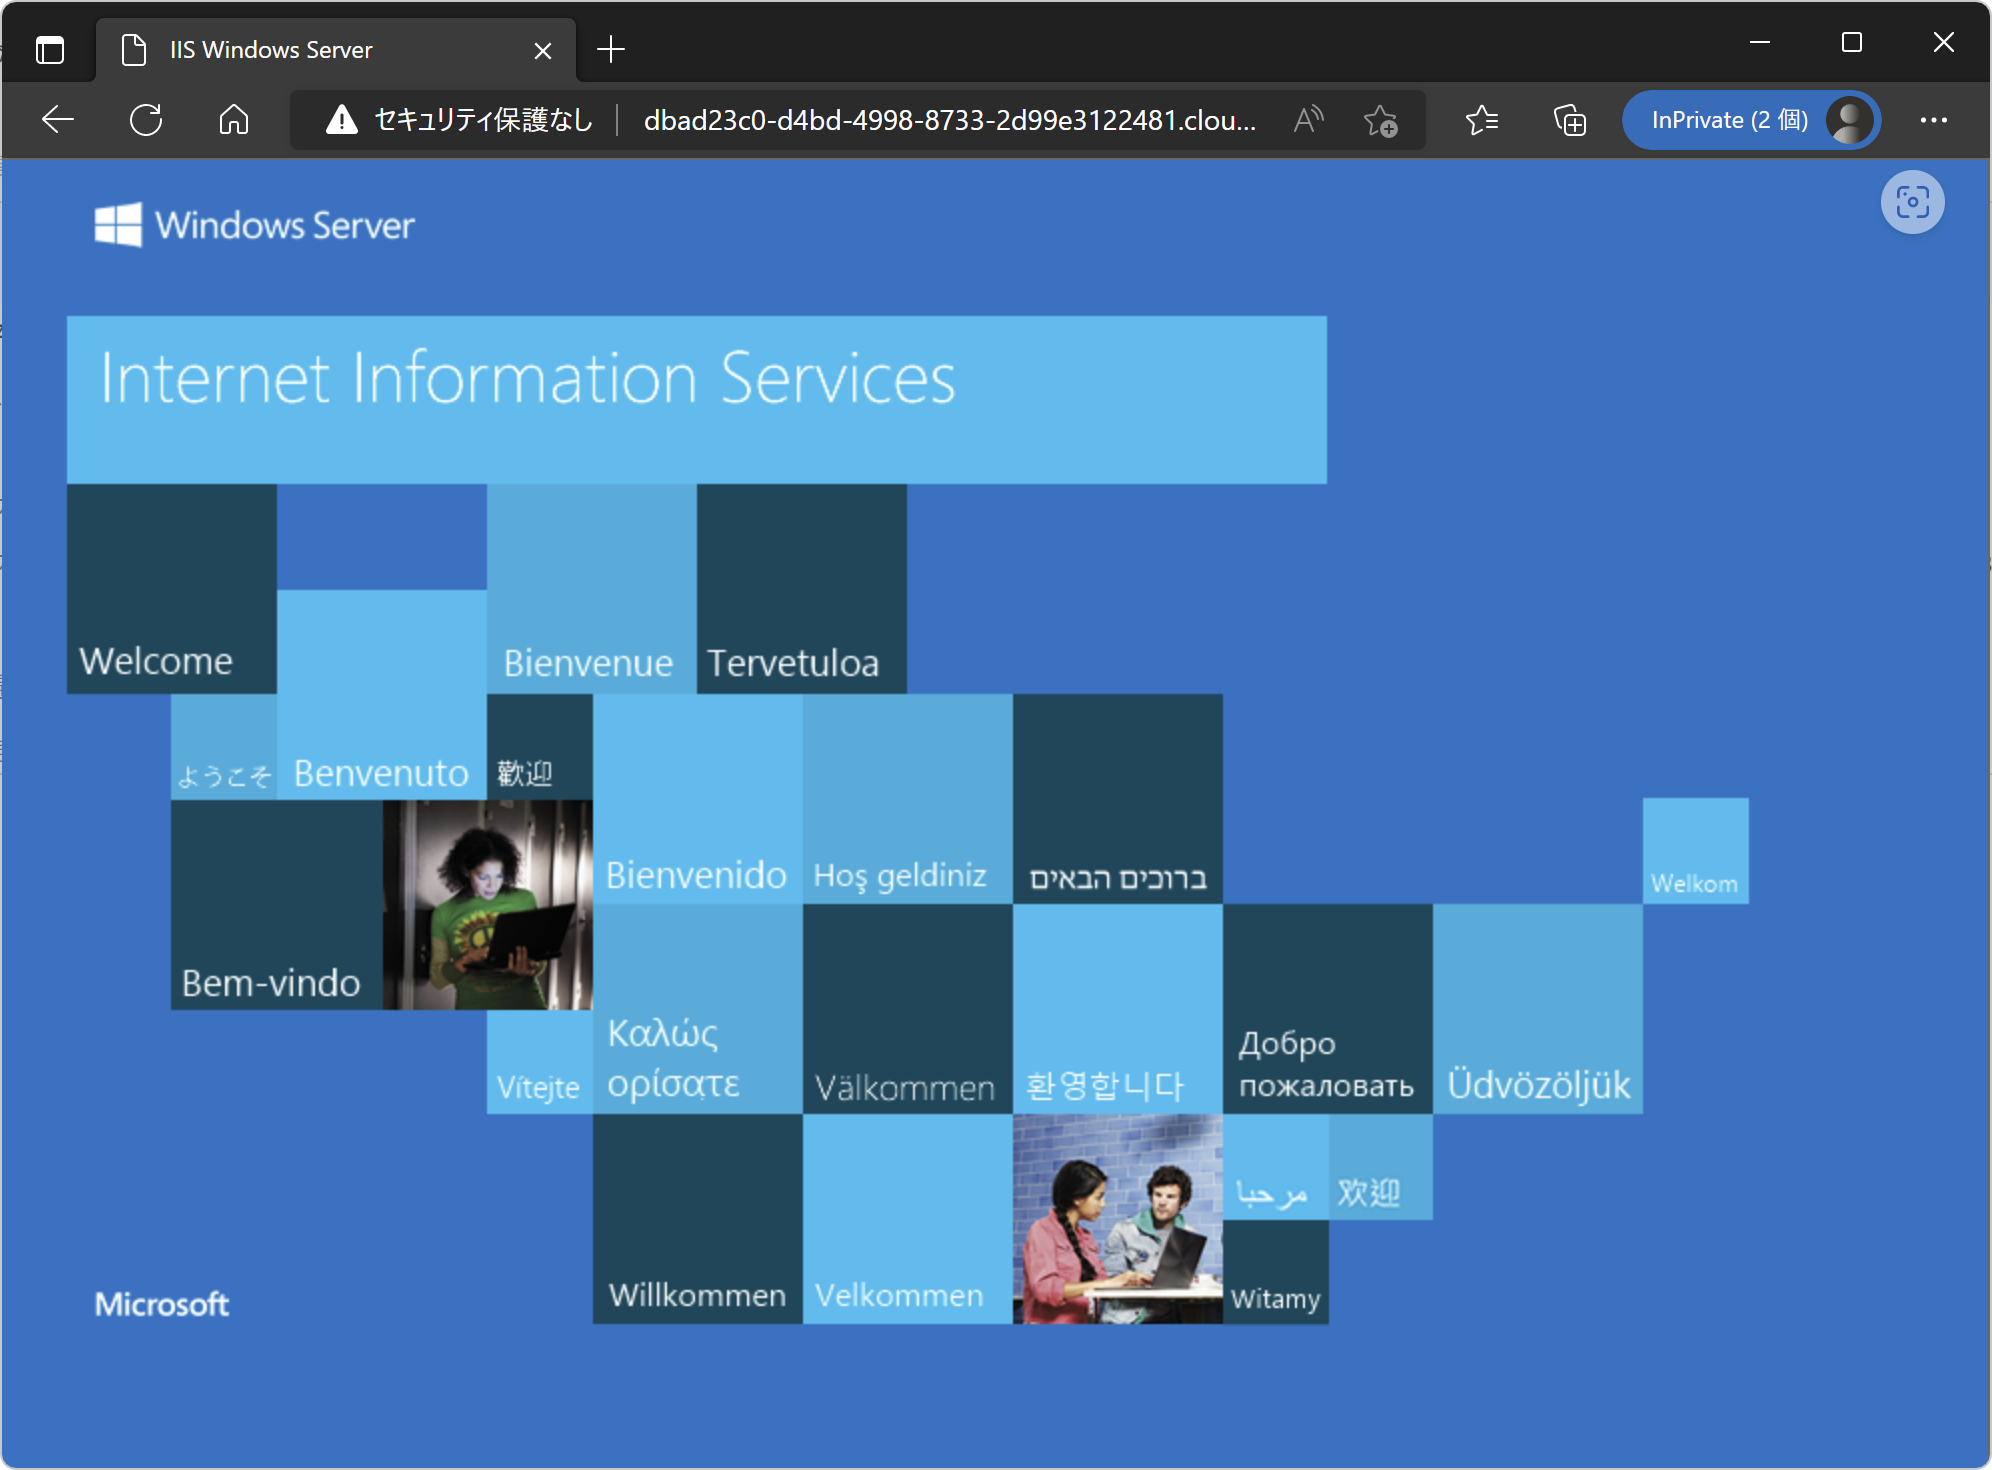 IIS Windows Server
セキュリティ保護なし
dbad23c0-d4bd-4998-8733-2d99e3122481.clou...
InPrivate (2 個)
Windows Server
Internet Information Services
Welcome
Bienvenue
Tervetuloa
ようこそ
Benvenuto
歡迎
Bienvenido
Hoş geldiniz
ברוכים הבאים
Welkom
Bem-vindo
Vítejte
Καλώς
ορίσατε
Välkommen
환영합니다
Добро
пожаловать
Üdvözöljük
مرحبا
欢迎
Willkommen
Velkommen
Witamy
Microsoft